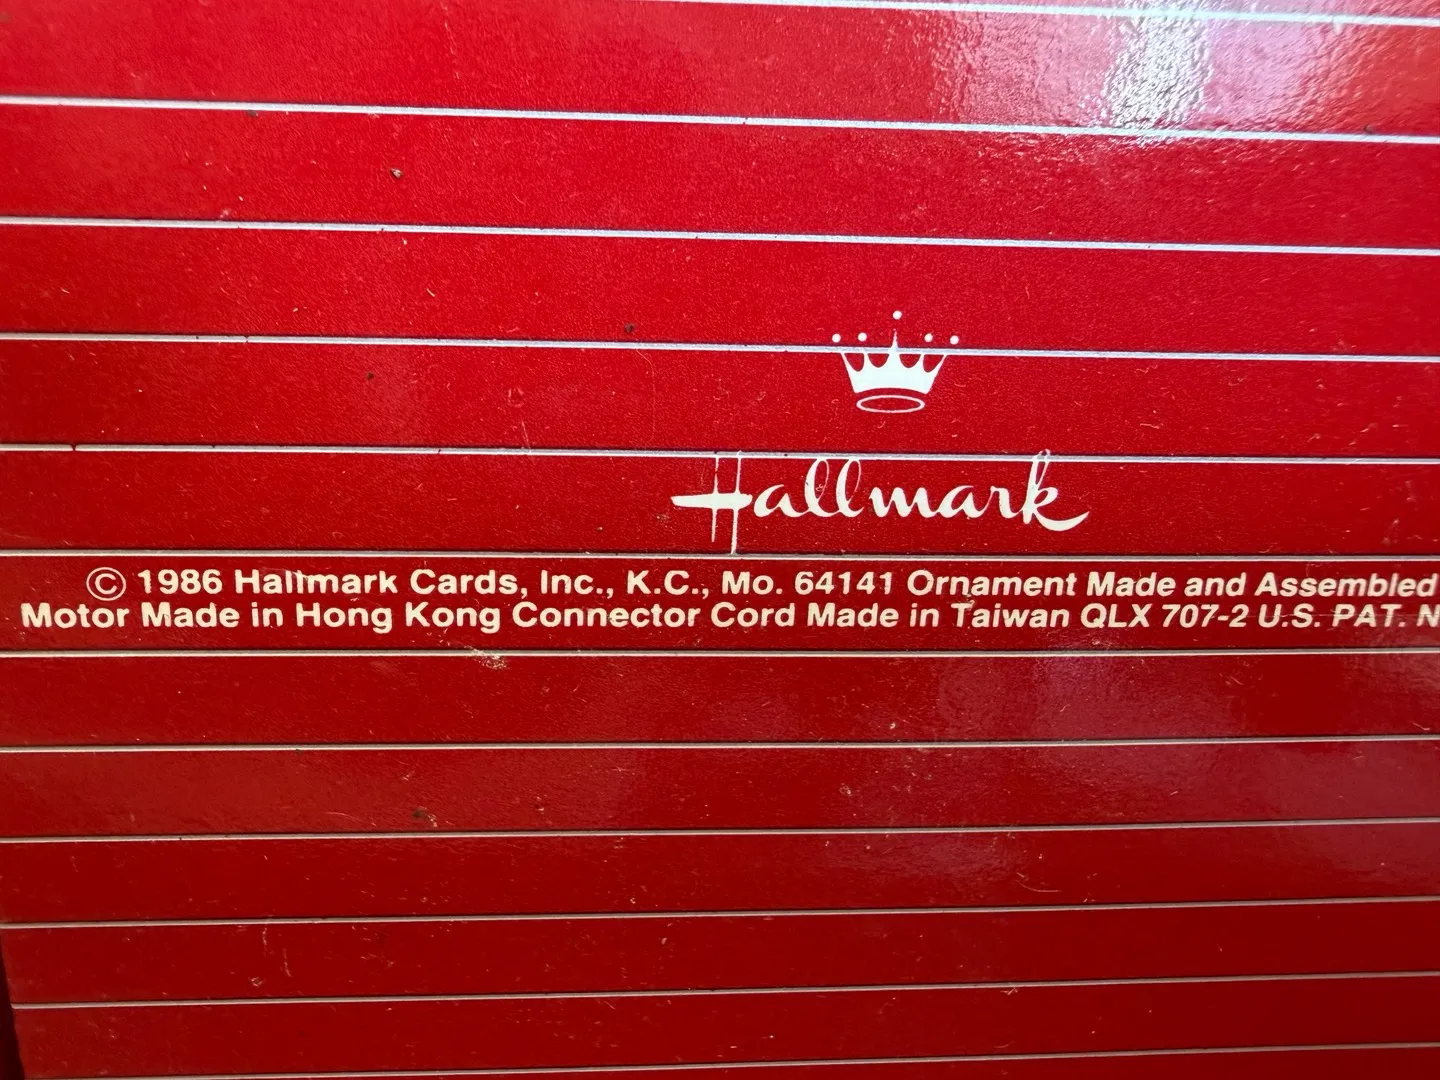 Hallmark
© 1986 Hallmark Cards, Inc., K.C., Mo. 64141 Ornament Made and Assembled
Motor Made in Hong Kong Connector Cord Made in Taiwan QLX 707-2 U.S. PAT. N